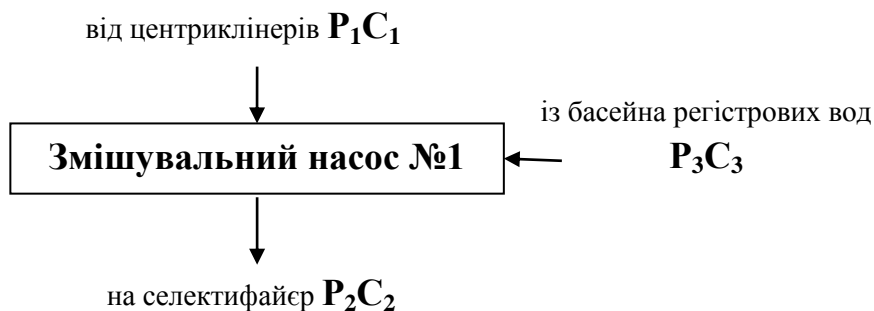 від центриклінерів P₁C₁
із басейна регістрових вод
Змішувальний насос №1
P₃C₃
на селектифайєр P₂C₂